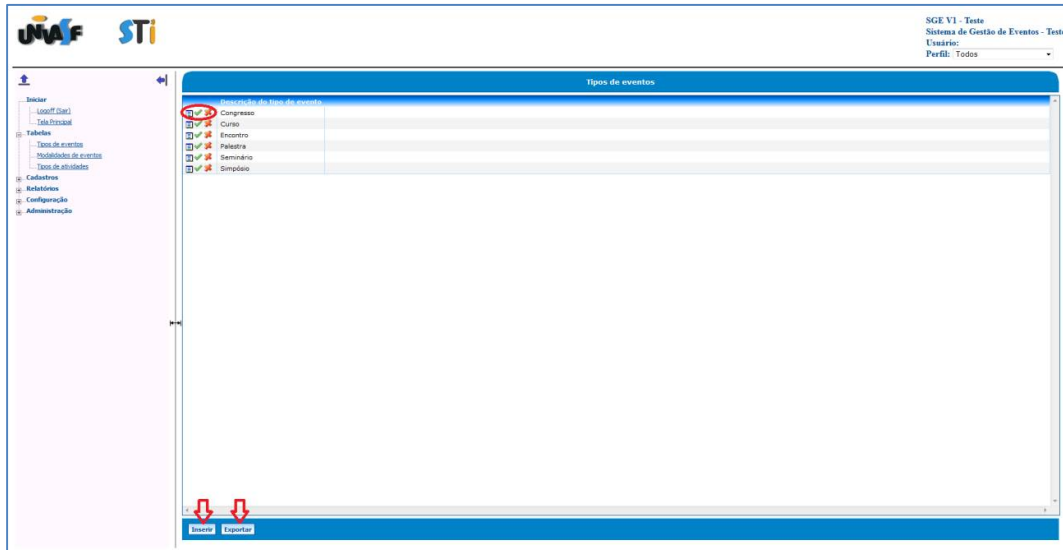 UNIVASF
STi
SGE V1 - Teste
Sistema de Gestão de Eventos - Teste
Usuário:
Perfil: Todos
Iniciar
Logoff (Sair)
Tela Principal
Tabelas
Tipos de eventos
Modalidades de eventos
Tipos de atividades
Cadastros
Relatórios
Configuração
Administração
Tipos de eventos
Descrição do tipo de evento
Congresso
Curso
Encontro
Palestra
Seminário
Simpósio
Inserir Exportar